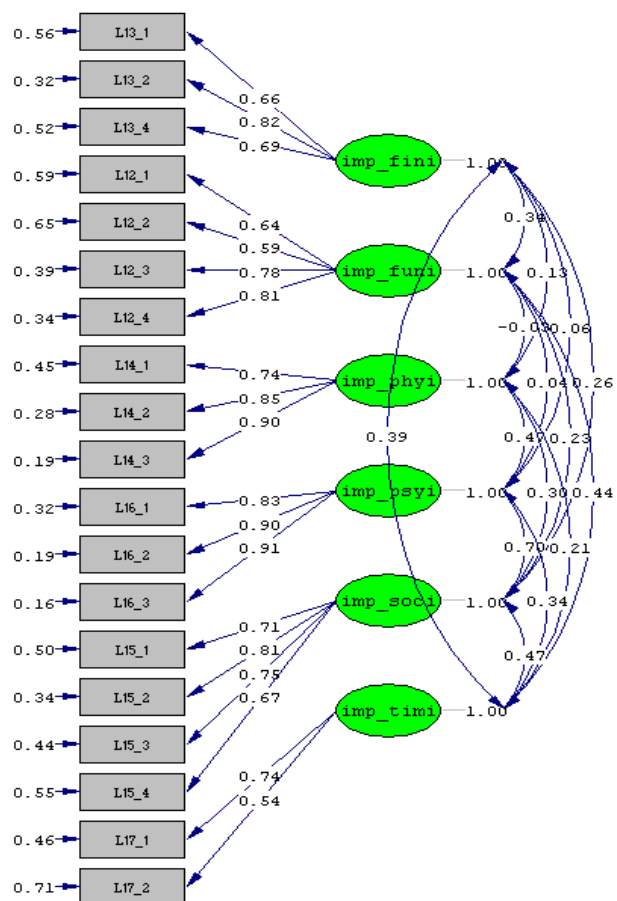 0.56 L13_1
0.32 L13_2
0.66
0.82
0.52 L13_4
0.69
imp_fini 1.00
0.59 L12_1
0.34
0.65 L12_2
0.64
0.59
0.39 L12_3
0.78
imp_funi 1.00
0.13
0.81
0.34 L12_4
-0.03
0.06
0.45 L14_1
0.74
imp_phyi 1.00
0.04
0.26
0.85
0.28 L14_2
0.90
0.39
0.47
0.23
0.19 L14_3
0.32 L16_1
0.83
imp_psyi 1.00
0.30
0.44
0.90
0.19 L16_2
0.91
0.70
0.21
0.16 L16_3
imp_soci 1.00
0.34
0.50 L15_1
0.71
0.81
0.47
0.75
0.34 L15_2
0.67
imp_timi 1.00
0.44 L15_3
0.74
0.55 L15_4
0.54
0.46 L17_1
0.71 L17_2